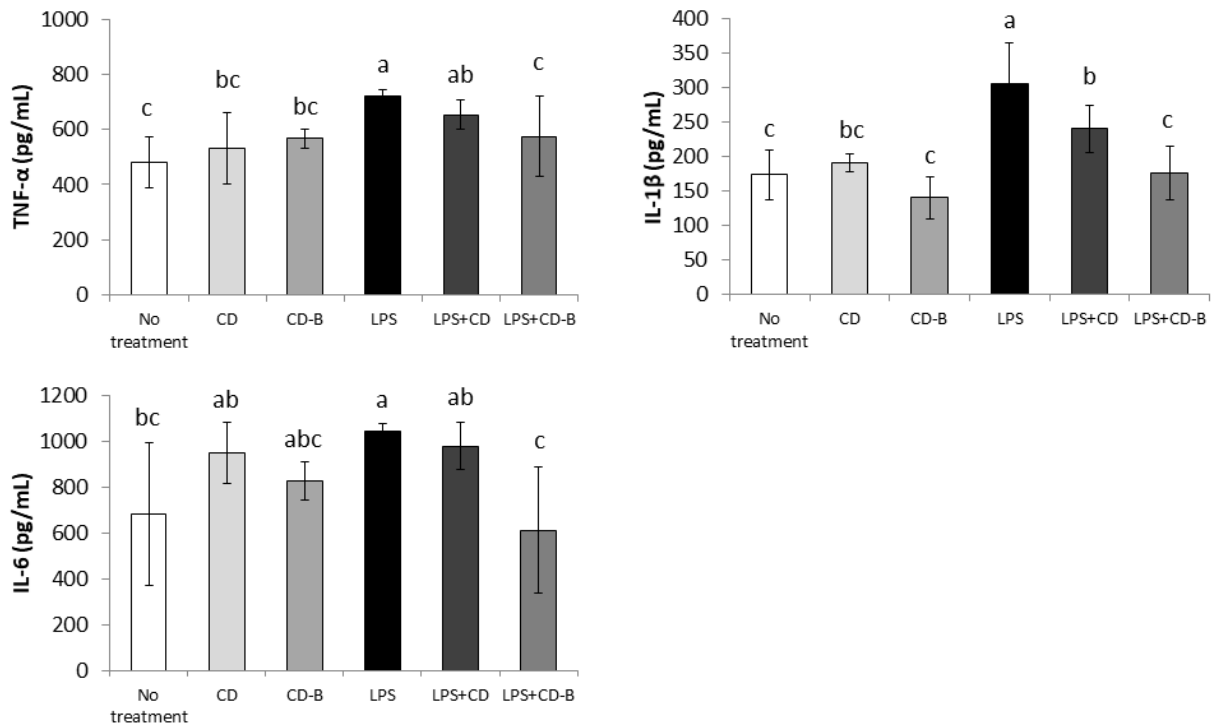 TNF-α (pg/mL)
1000
800
600
400
200
0
c
bc
bc
a
ab
c
No treatment
CD
CD-B
LPS
LPS+CD
LPS+CD-B
IL-1β (pg/mL)
400
350
300
250
200
150
100
50
0
c
bc
c
a
b
c
No treatment
CD
CD-B
LPS
LPS+CD
LPS+CD-B
IL-6 (pg/mL)
1200
1000
800
600
400
200
0
bc
ab
abc
a
ab
c
No treatment
CD
CD-B
LPS
LPS+CD
LPS+CD-B